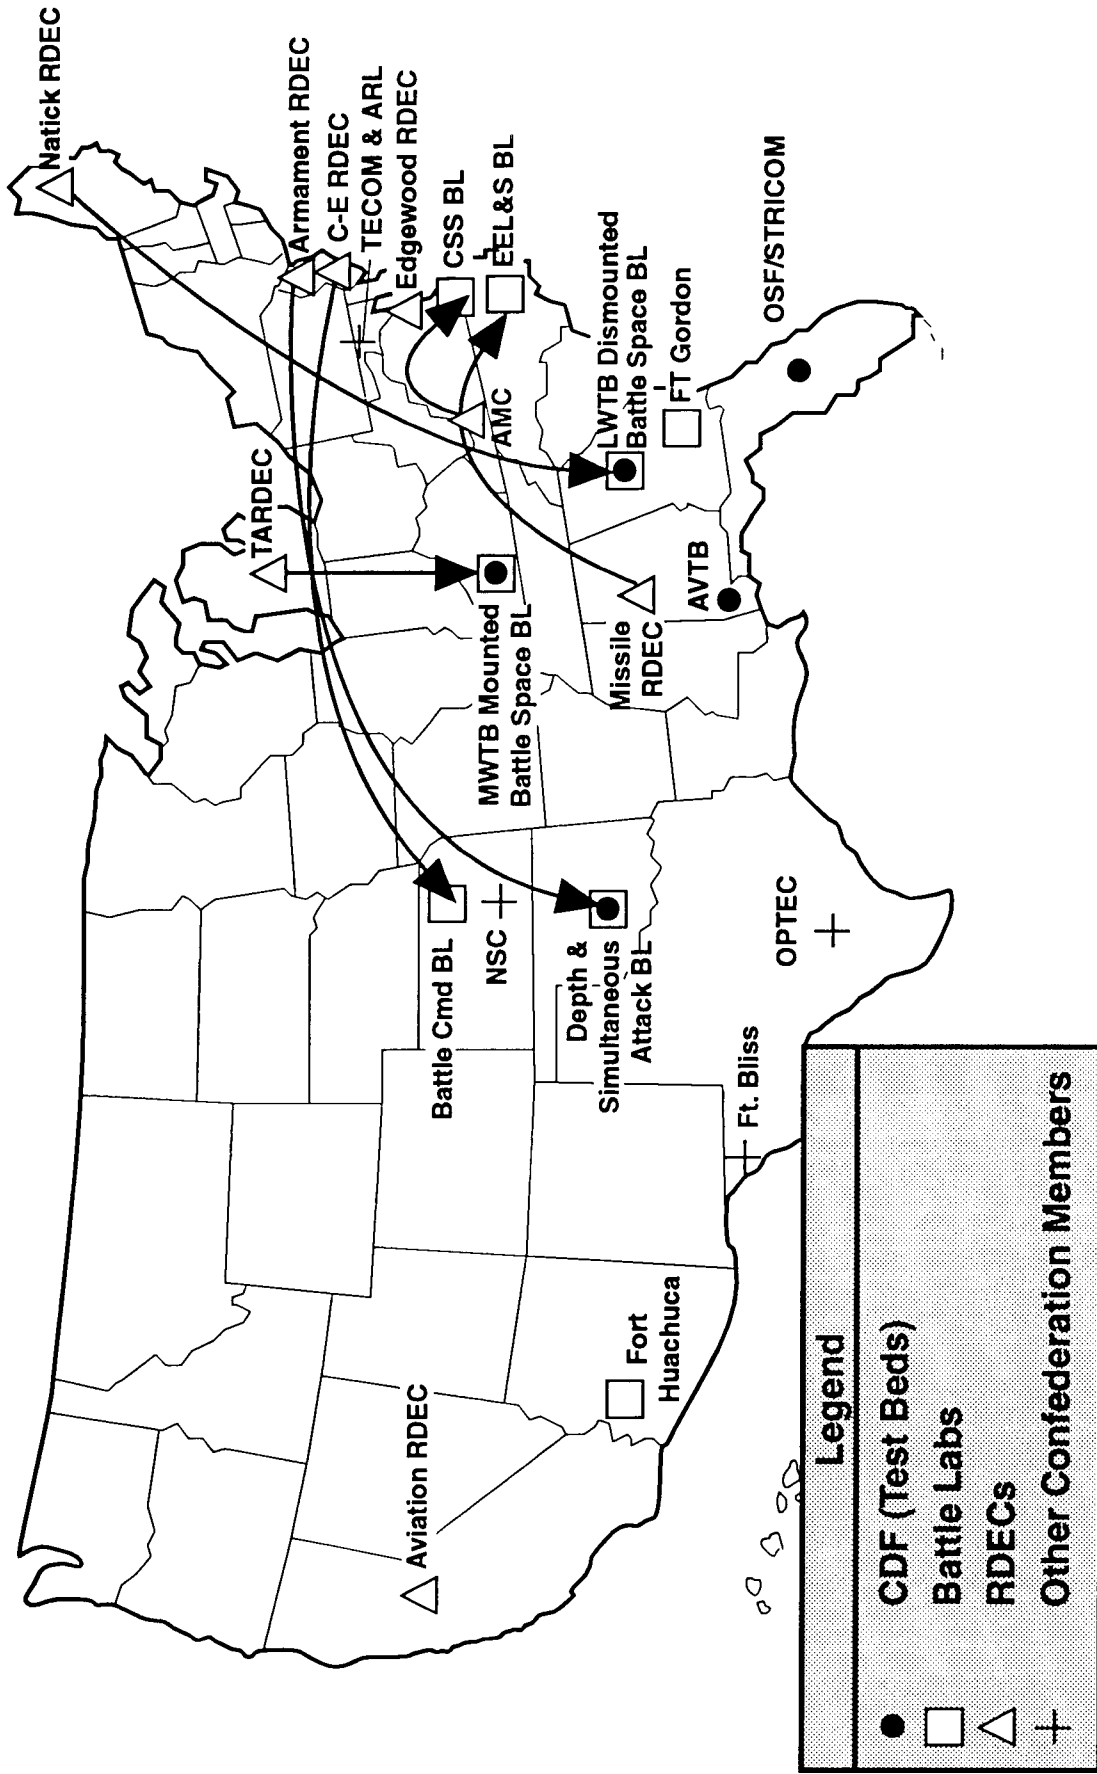 Natick RDEC
Armament RDEC
C-E RDEC
TECOM & ARL
Edgewood RDEC
CSS BL
EEL&S BL
TARDEC
AMC
LWTB Dismounted
Battle Space BL
FT Gordon
OSF/STRICOM
MWTB Mounted
Battle Space BL
Missile
RDEC
AVTB
Battle Cmd BL
NSC
Depth &
Simultaneous
Attack BL
OPTEC
Ft. Bliss
Aviation RDEC
Fort
Huachuca
Legend
CDF (Test Beds)
Battle Labs
RDECs
Other Confederation Members